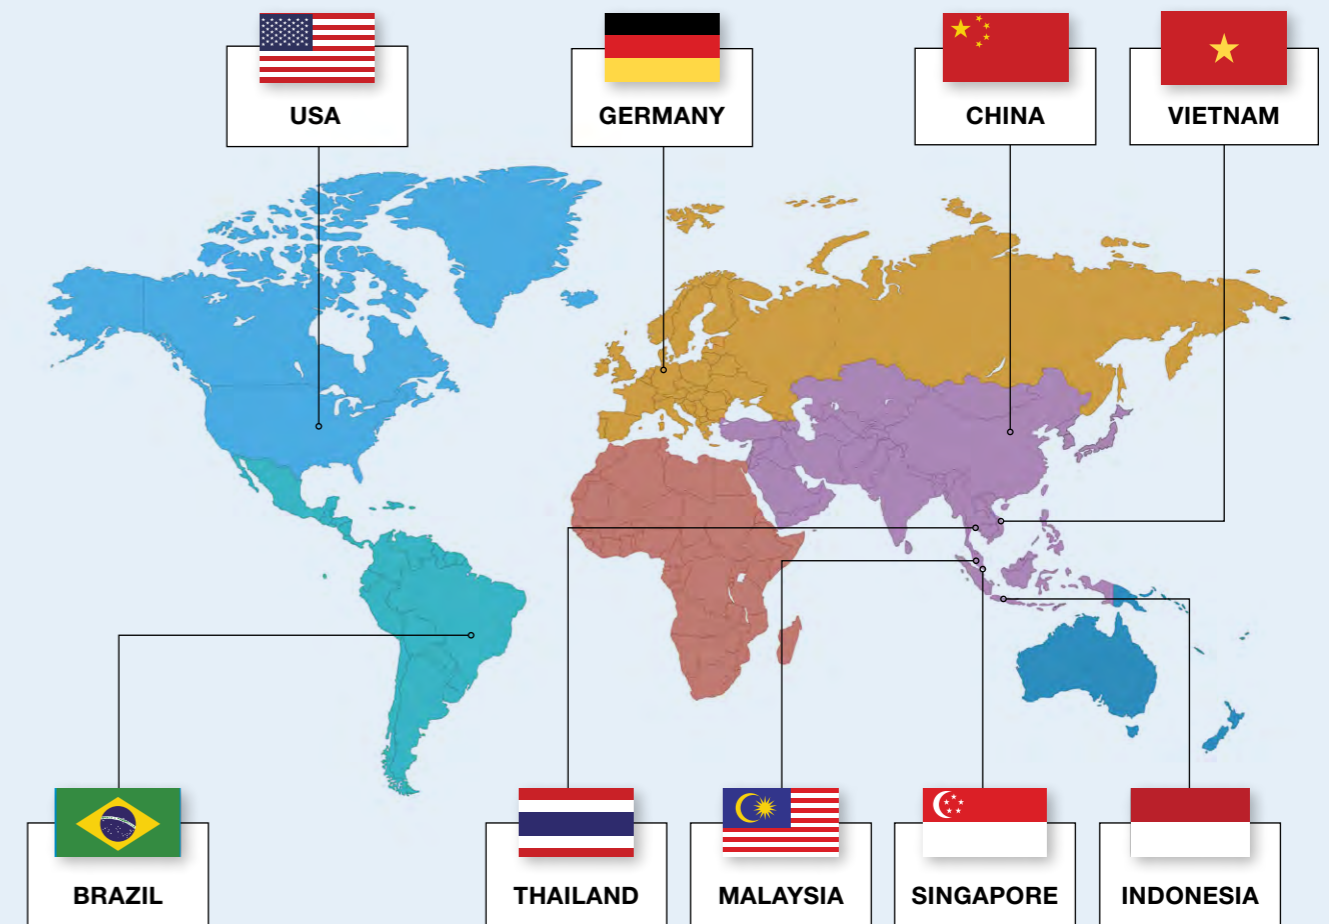 USA
GERMANY
CHINA
VIETNAM
BRAZIL
THAILAND
MALAYSIA
SINGAPORE
INDONESIA